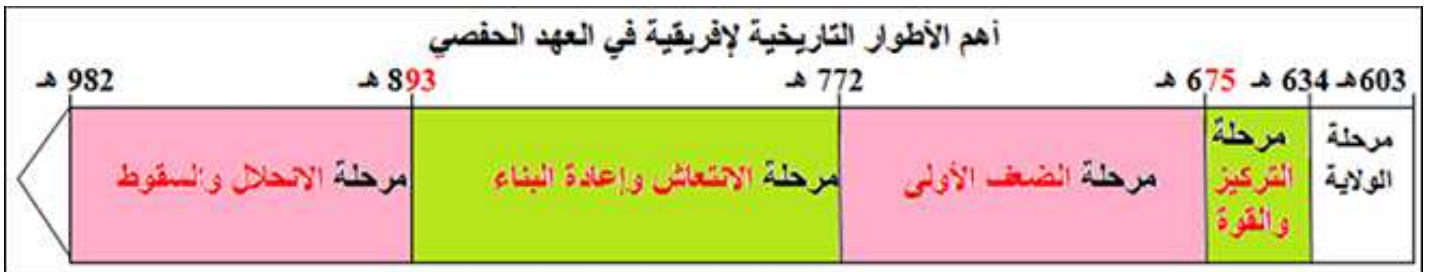 أهم الأطوار التاريخية لإفريقية في العهد الحفصي
603هـ 634 هـ 675 هـ 772 هـ 893 هـ 982 هـ
مرحلة الولاية
مرحلة التركيز والقوة
مرحلة الضعف الأولى
مرحلة الانتعاش وإعادة البناء
مرحلة الانحلال والسقوط